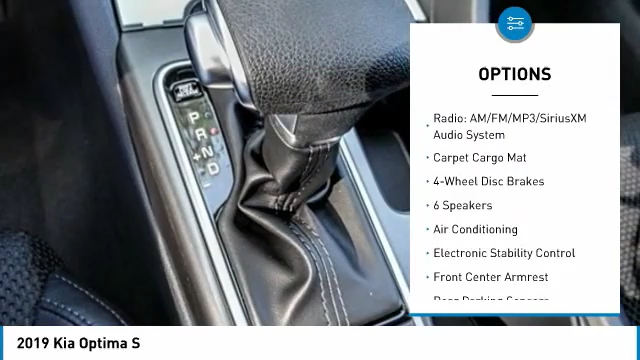 OPTIONS
Radio: AM/FM/MP3/SiriusXM
Audio System
Carpet Cargo Mat
4-Wheel Disc Brakes
6 Speakers
Air Conditioning
Electronic Stability Control
Front Center Armrest
P
R
N
D
+
-
2019 Kia Optima S